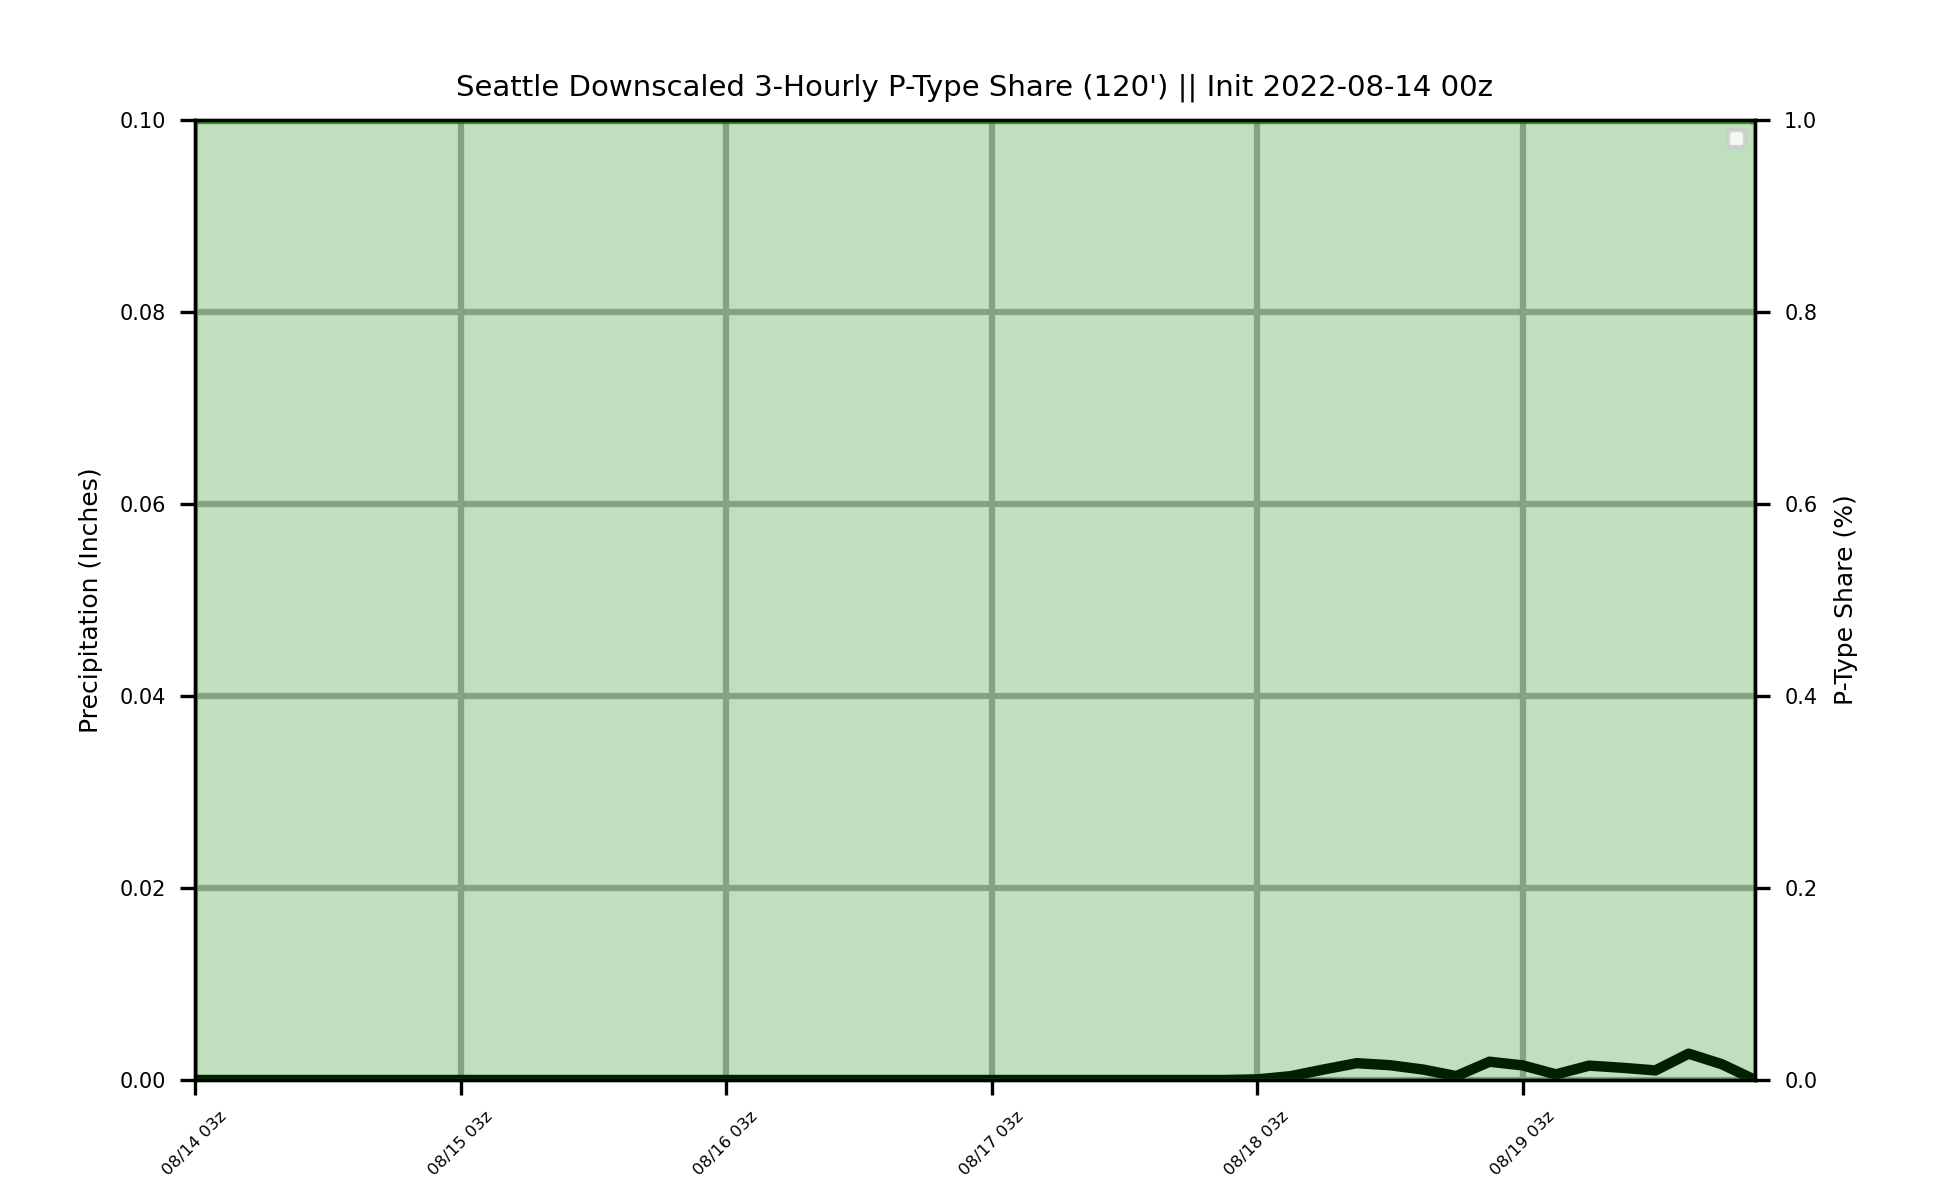 Seattle Downscaled 3-Hourly P-Type Share (120') || Init 2022-08-14 00z
0.10
0.08
0.06
0.04
0.02
0.00
Precipitation (Inches)
1.0
0.8
0.6
0.4
0.2
0.0
P-Type Share (%)
08/14 03z
08/15 03z
08/16 03z
08/17 03z
08/18 03z
08/19 03z